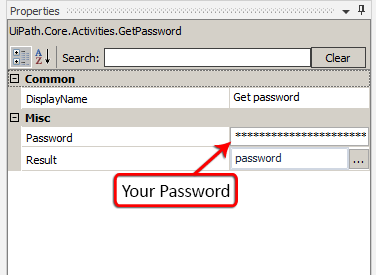 Properties
UiPath.Core.Activities.GetPassword
Search: Clear
Common
DisplayName Get password
Misc
Password ***********************
Result password ...
Your Password